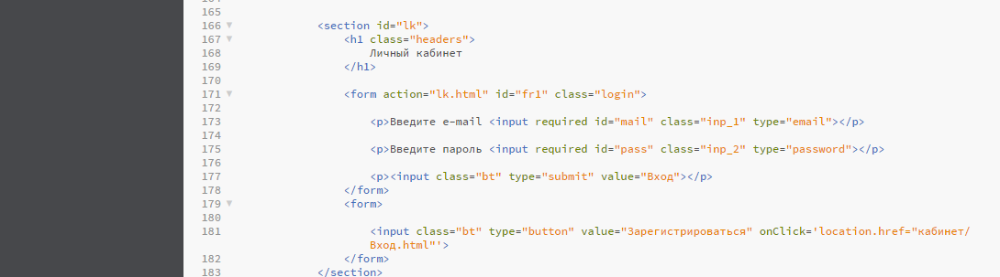 165
166 <section id="lk">
167 <h1 class="headers">
168 Личный кабинет
169 </h1>
170
171 <form action="lk.html" id="fr1" class="login">
172
173 <p>Введите e-mail <input required id="mail" class="inp_1" type="email"></p>
174
175 <p>Введите пароль <input required id="pass" class="inp_2" type="password"></p>
176
177 <p><input class="bt" type="submit" value="Вход"></p>
178 </form>
179 <form>
180
181 <input class="bt" type="button" value="Зарегистрироваться" onClick='location.href="кабинет/
Вход.html"'>
182 </form>
183 </section>